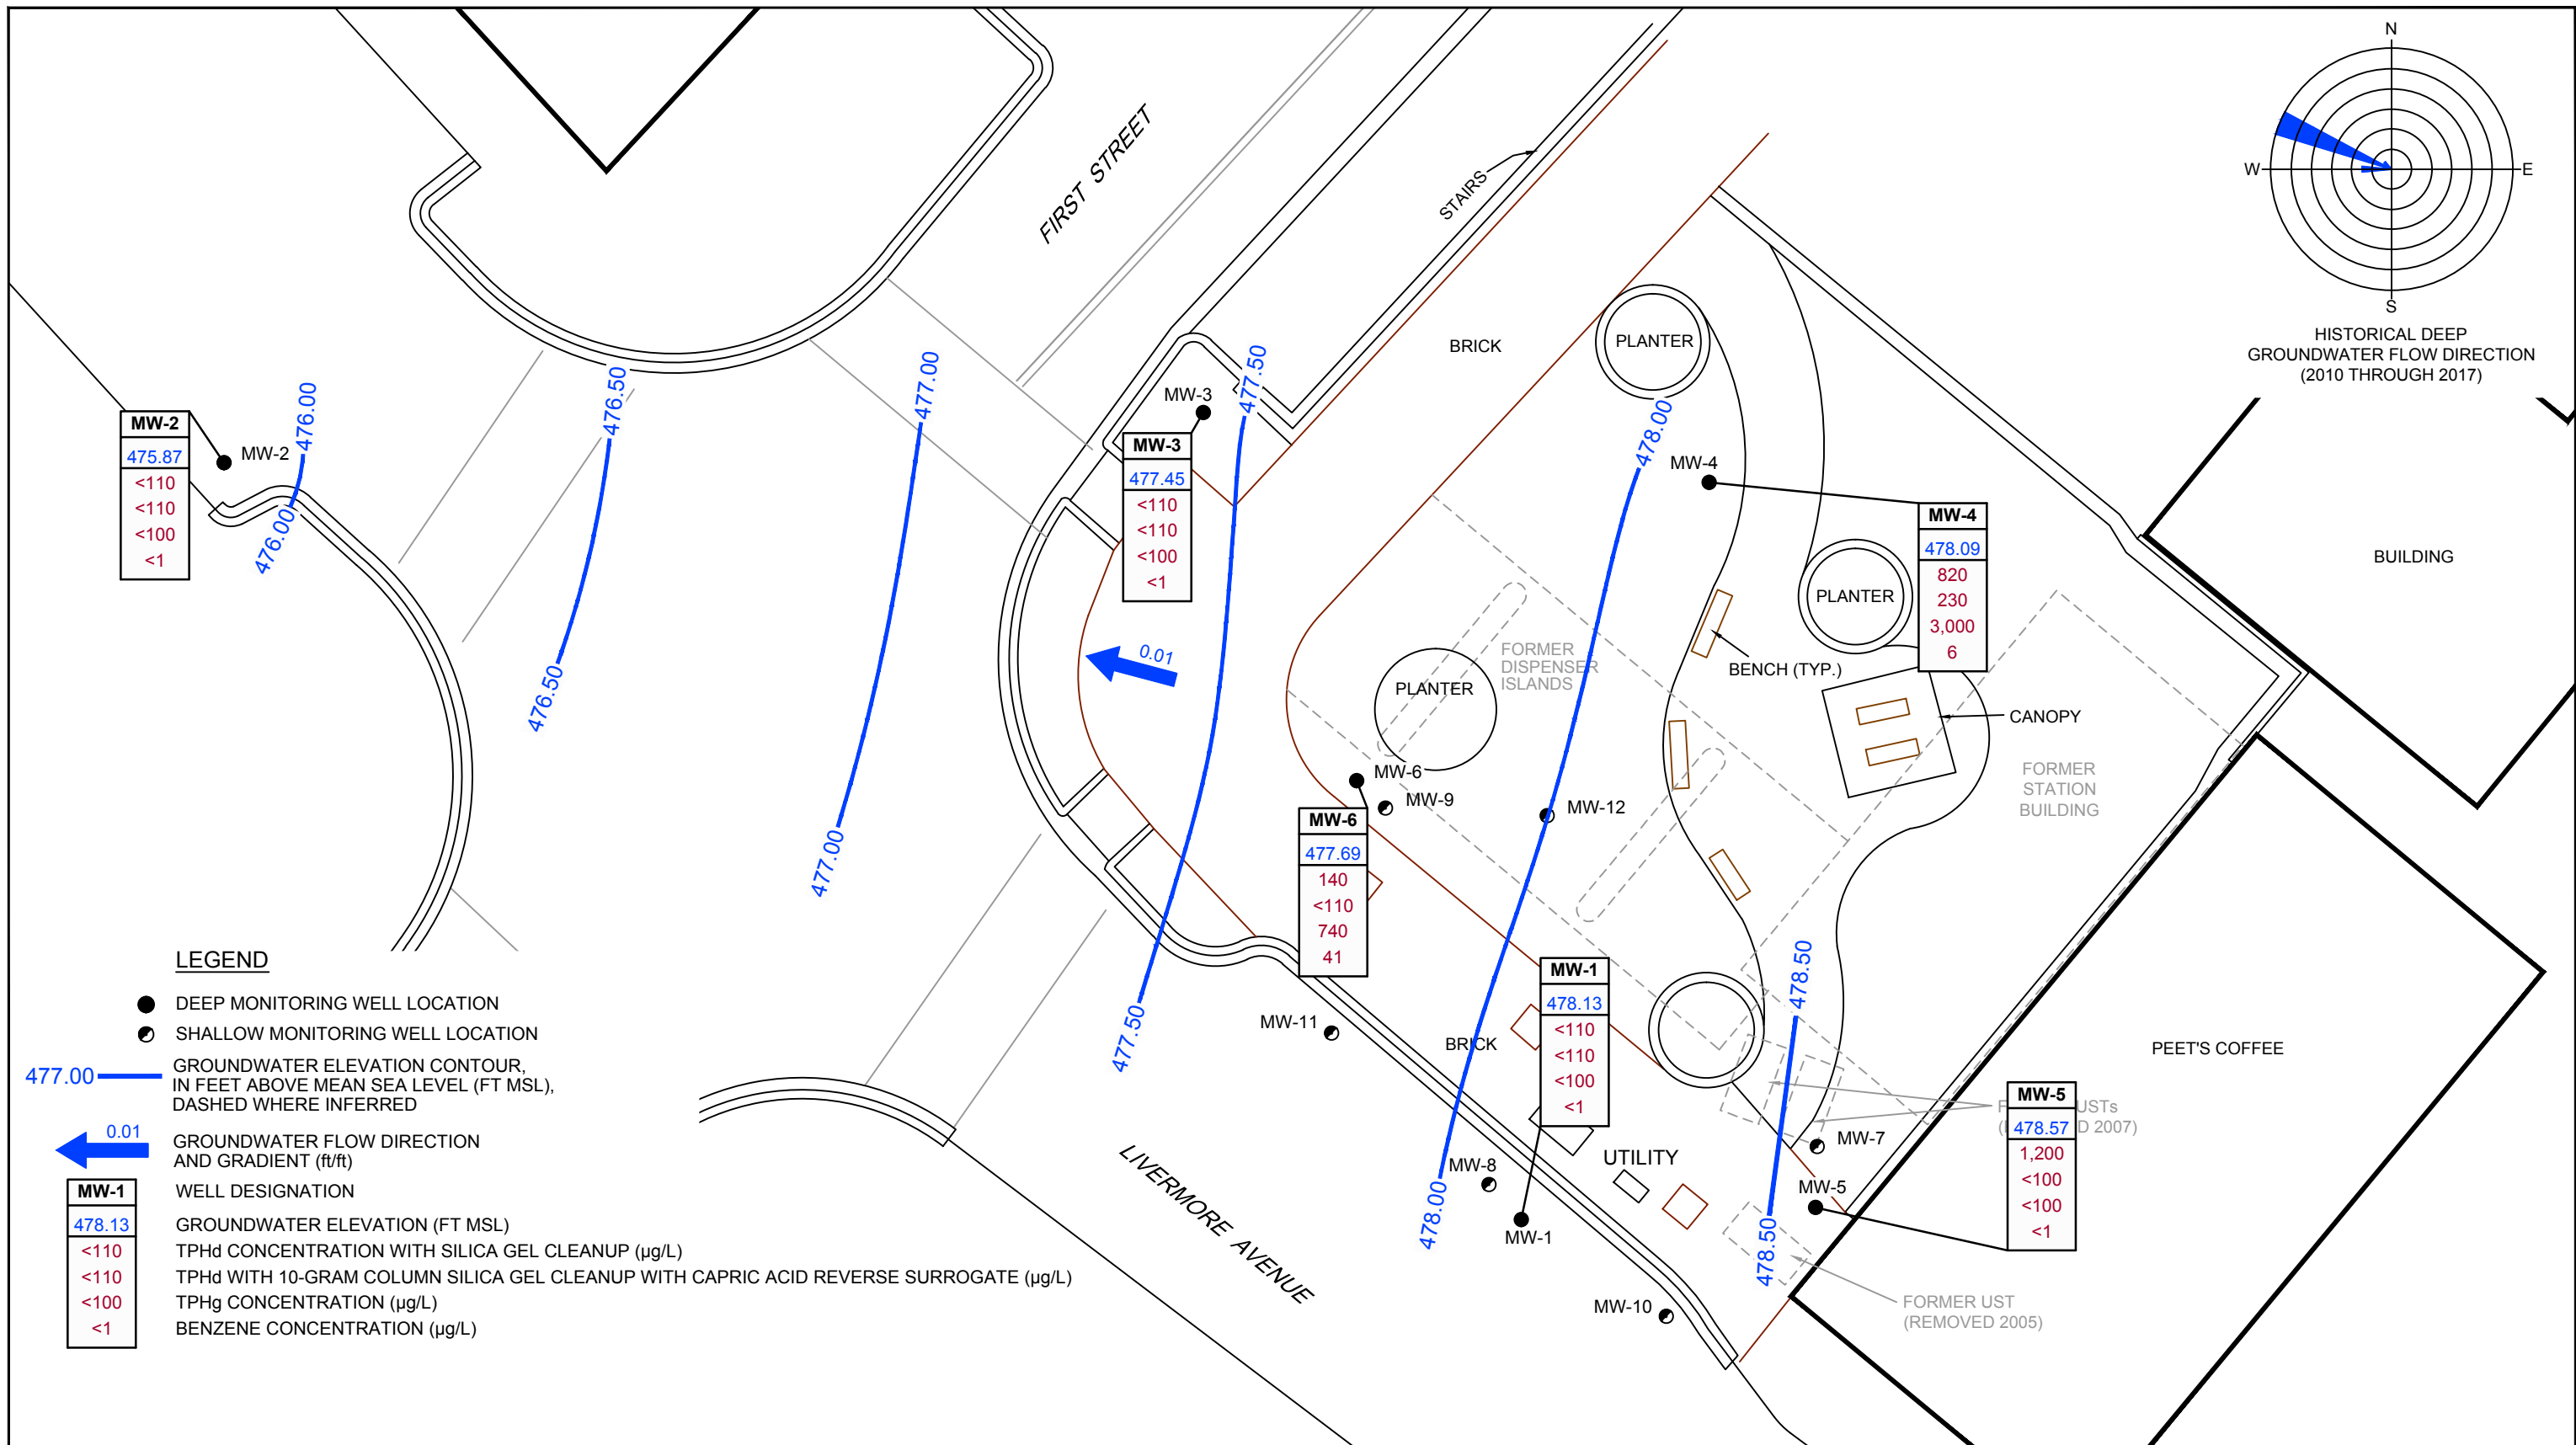 N
W
E
S
HISTORICAL DEEP
GROUNDWATER FLOW DIRECTION
(2010 THROUGH 2017)
FIRST STREET
STAIRS
BRICK
PLANTER
476.00
476.50
477.00
477.50
478.00
MW-2
475.87
<110
<110
<100
<1
MW-2
476.00
MW-3
MW-3
477.45
<110
<110
<100
<1
MW-4
MW-4
478.09
820
230
3,000
6
BUILDING
PLANTER
BENCH (TYP.)
FORMER
DISPENSER
ISLANDS
PLANTER
0.01
476.50
CANOPY
FORMER
STATION
BUILDING
MW-6
MW-9
MW-12
MW-6
477.69
140
<110
740
41
477.00
477.50
478.50
MW-1
478.13
<110
<110
<100
<1
MW-11
BRICK
PEET'S COFFEE
MW-5
478.57
1,200
<100
<100
<1
USTs
2007)
MW-7
MW-5
UTILITY
MW-8
MW-1
478.00
478.50
MW-10
FORMER UST
(REMOVED 2005)
LIVERMORE AVENUE
LEGEND
DEEP MONITORING WELL LOCATION
SHALLOW MONITORING WELL LOCATION
477.00 GROUNDWATER ELEVATION CONTOUR,
IN FEET ABOVE MEAN SEA LEVEL (FT MSL),
DASHED WHERE INFERRED
0.01 GROUNDWATER FLOW DIRECTION
AND GRADIENT (ft/ft)
MW-1 WELL DESIGNATION
478.13 GROUNDWATER ELEVATION (FT MSL)
<110 TPHd CONCENTRATION WITH SILICA GEL CLEANUP (µg/L)
<110 TPHd WITH 10-GRAM COLUMN SILICA GEL CLEANUP WITH CAPRIC ACID REVERSE SURROGATE (µg/L)
<100 TPHg CONCENTRATION (µg/L)
<1 BENZENE CONCENTRATION (µg/L)